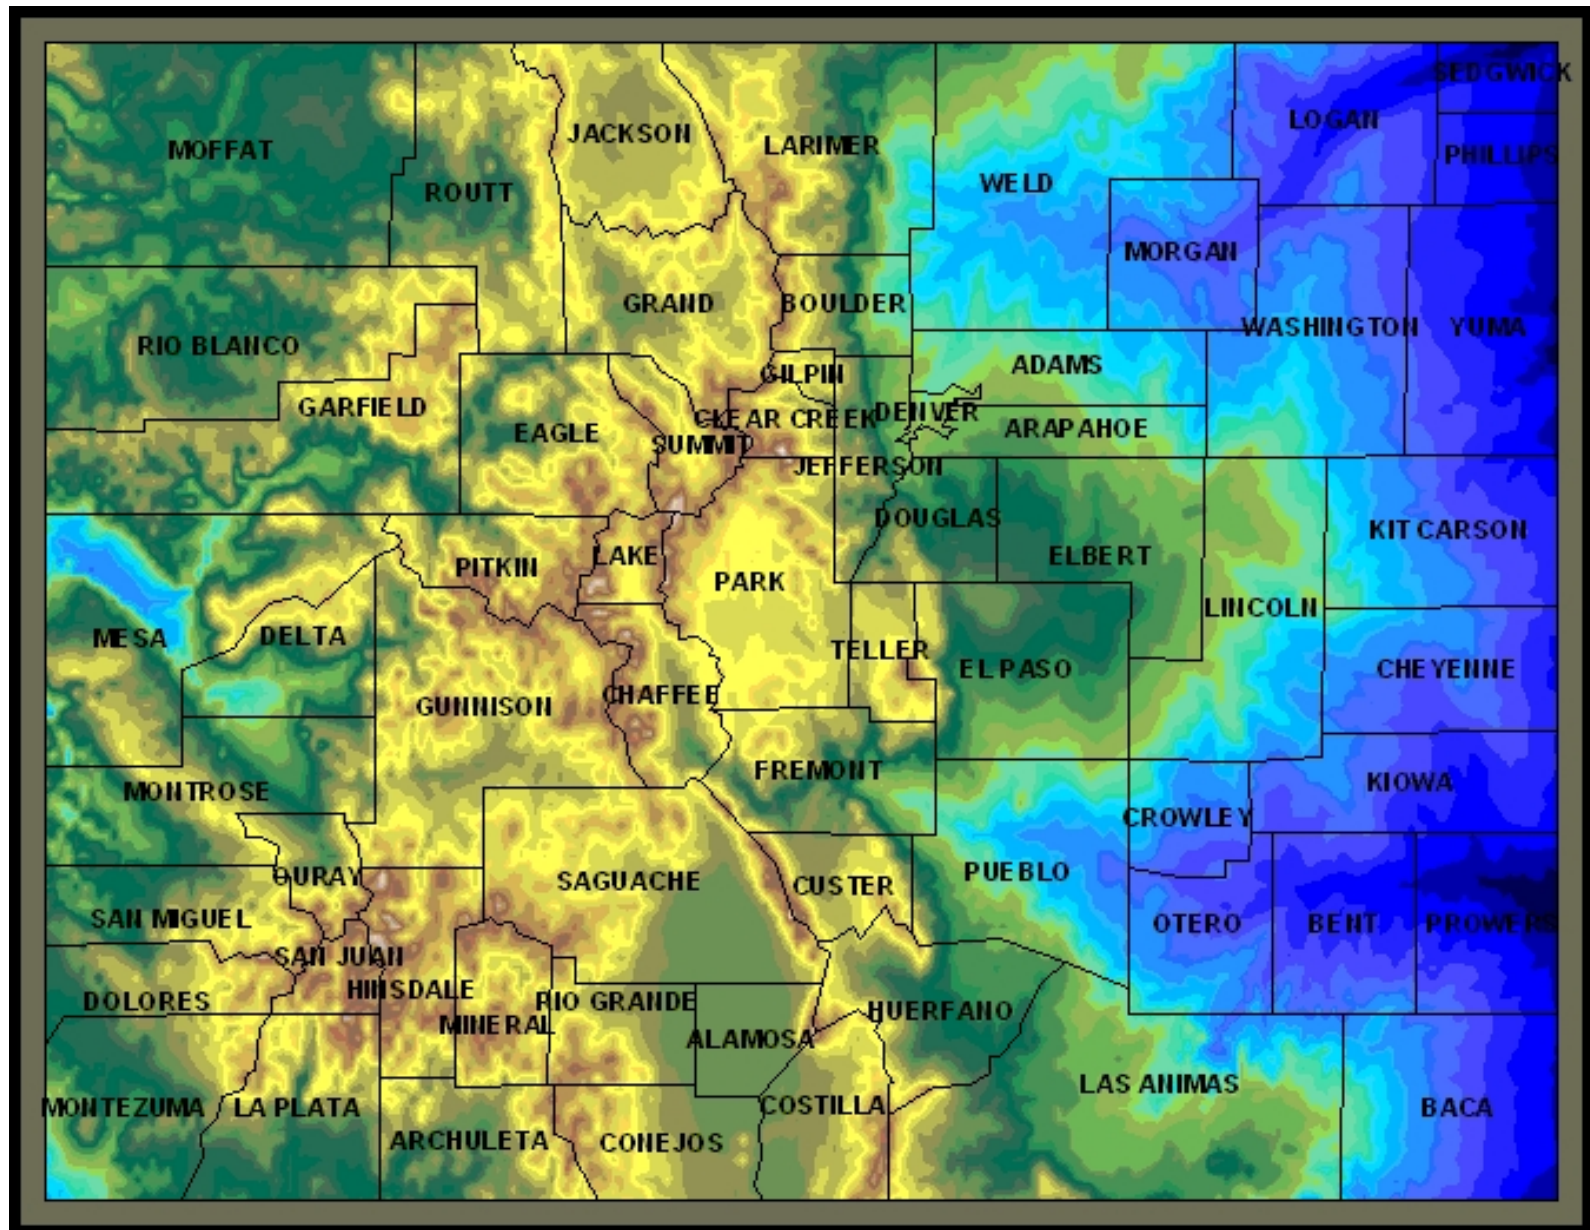 SEDGWICK
LOGAN
JACKSON
LARIMER
MOFFAT
PHILLIPS
ROUTT
WELD
MORGAN
GRAND
BOULDER
WASHINGTON
YUMA
RIO BLANCO
ADAMS
GILPIN
GARFIELD
CLEAR CREEK
DENVER
ARAPAHOE
EAGLE
SUMMIT
JEFFERSON
DOUGLAS
KIT CARSON
LAKE
ELBERT
PITKIN
PARK
LINCOLN
MESA
DELTA
TELLER
EL PASO
CHEYENNE
CHAFFEE
GUNNISON
FREMONT
KIOWA
MONTROSE
CROWLEY
OURAY
SAGUACHE
CUSTER
PUEBLO
SAN MIGUEL
OTERO
BENT
PROWERS
SAN JUAN
HINSDALE
DOLORES
RIO GRANDE
HUERFANO
MINERAL
ALAMOSA
LAS ANIMAS
MONTEZUMA
LA PLATA
COSTILLA
BACA
ARCHULETA
CONEJOS